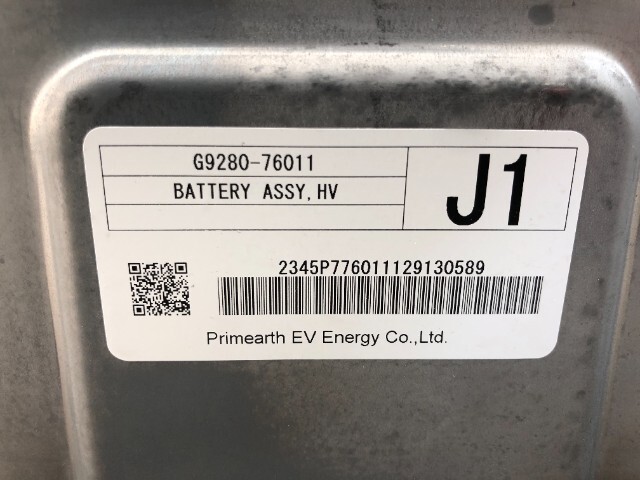 G9280-76011
BATTERY ASSY,HV
J1
2345P776011129130589
Primearth EV Energy Co.,Ltd.